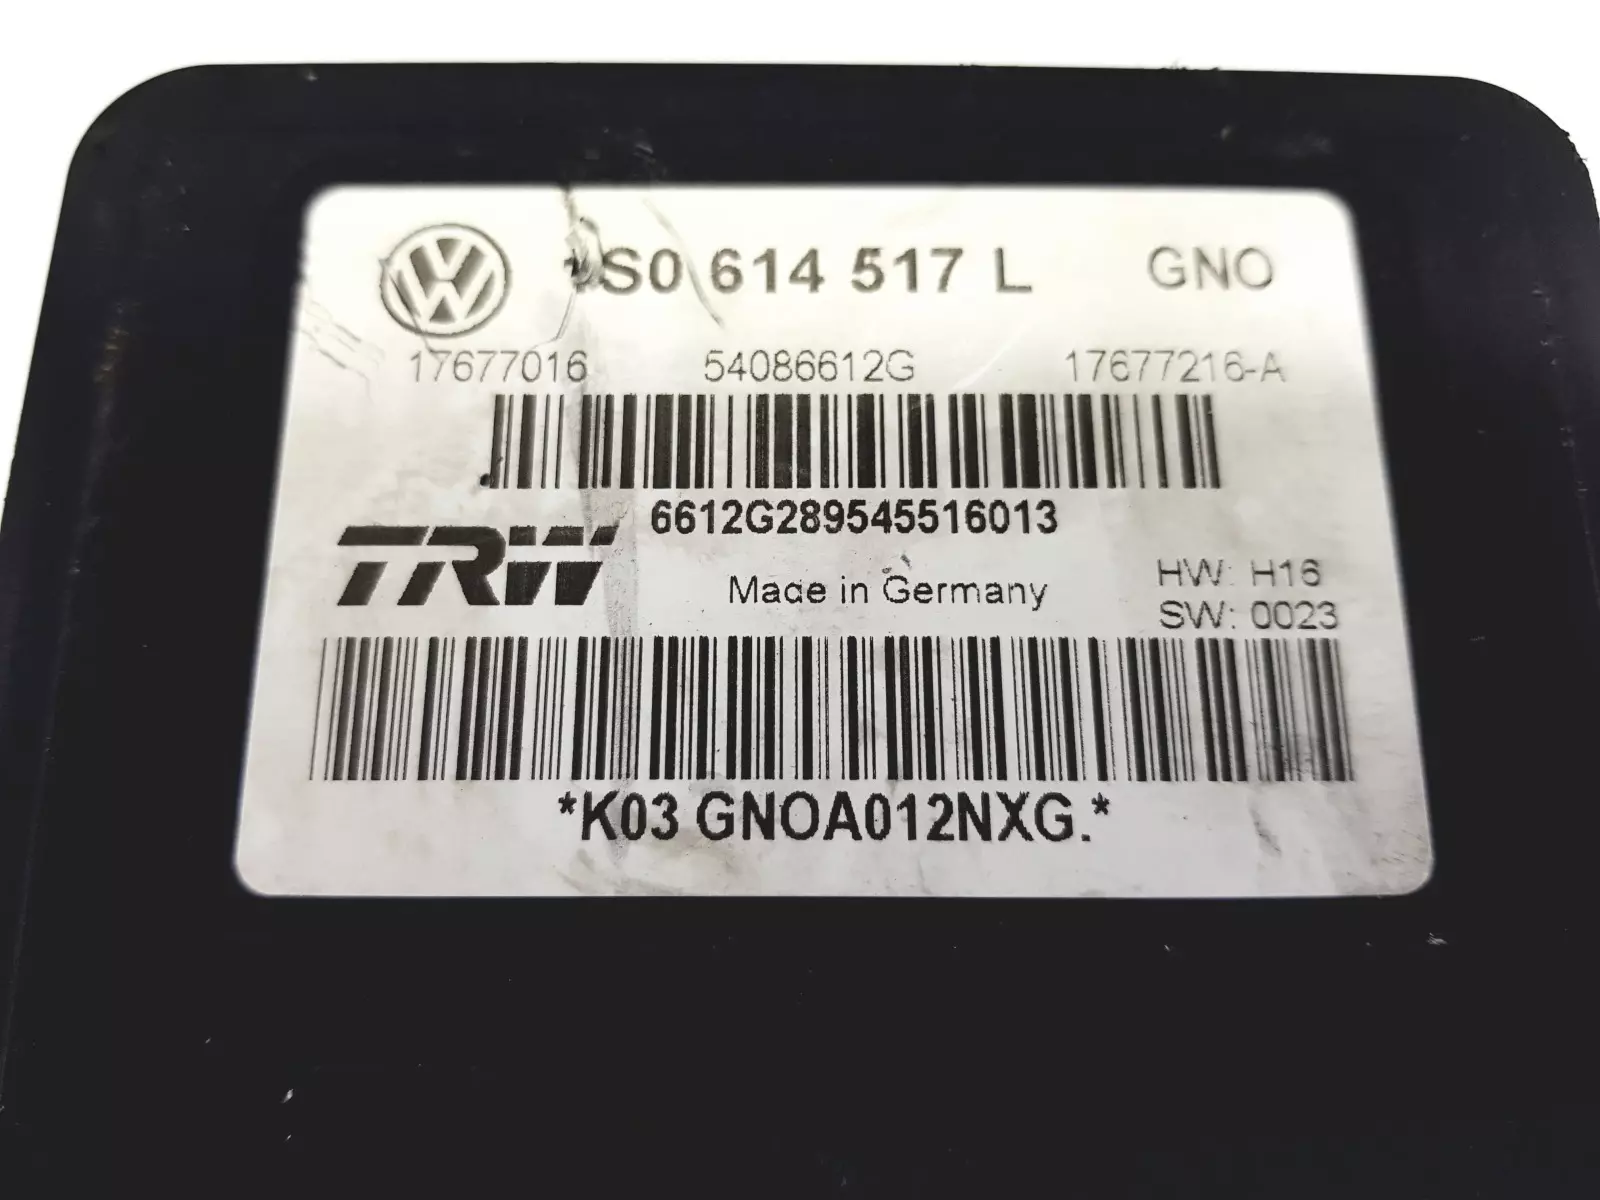 S0 614 517 L GNO
17677016 54086612G 17677216-A
6612G289545516013
TRW
Made in Germany
HW: H16
SW: 0023
*K03 GNOA012NXG.*